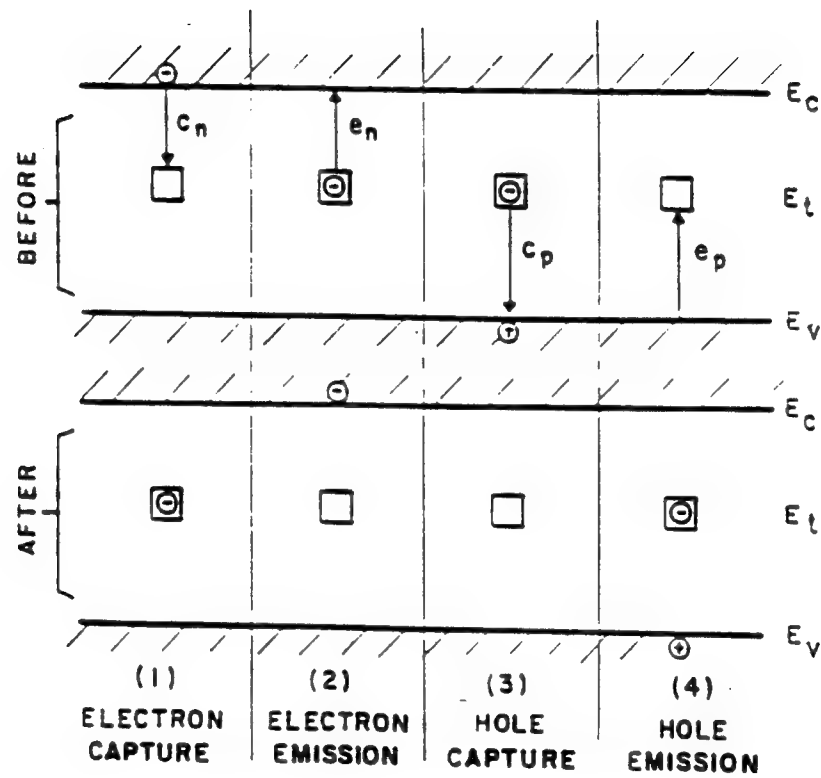 E_c
c_n
e_n
BEFORE
E_t
c_p
e_p
E_v
E_c
AFTER
E_t
E_v
(1)
ELECTRON
CAPTURE
(2)
ELECTRON
EMISSION
(3)
HOLE
CAPTURE
(4)
HOLE
EMISSION